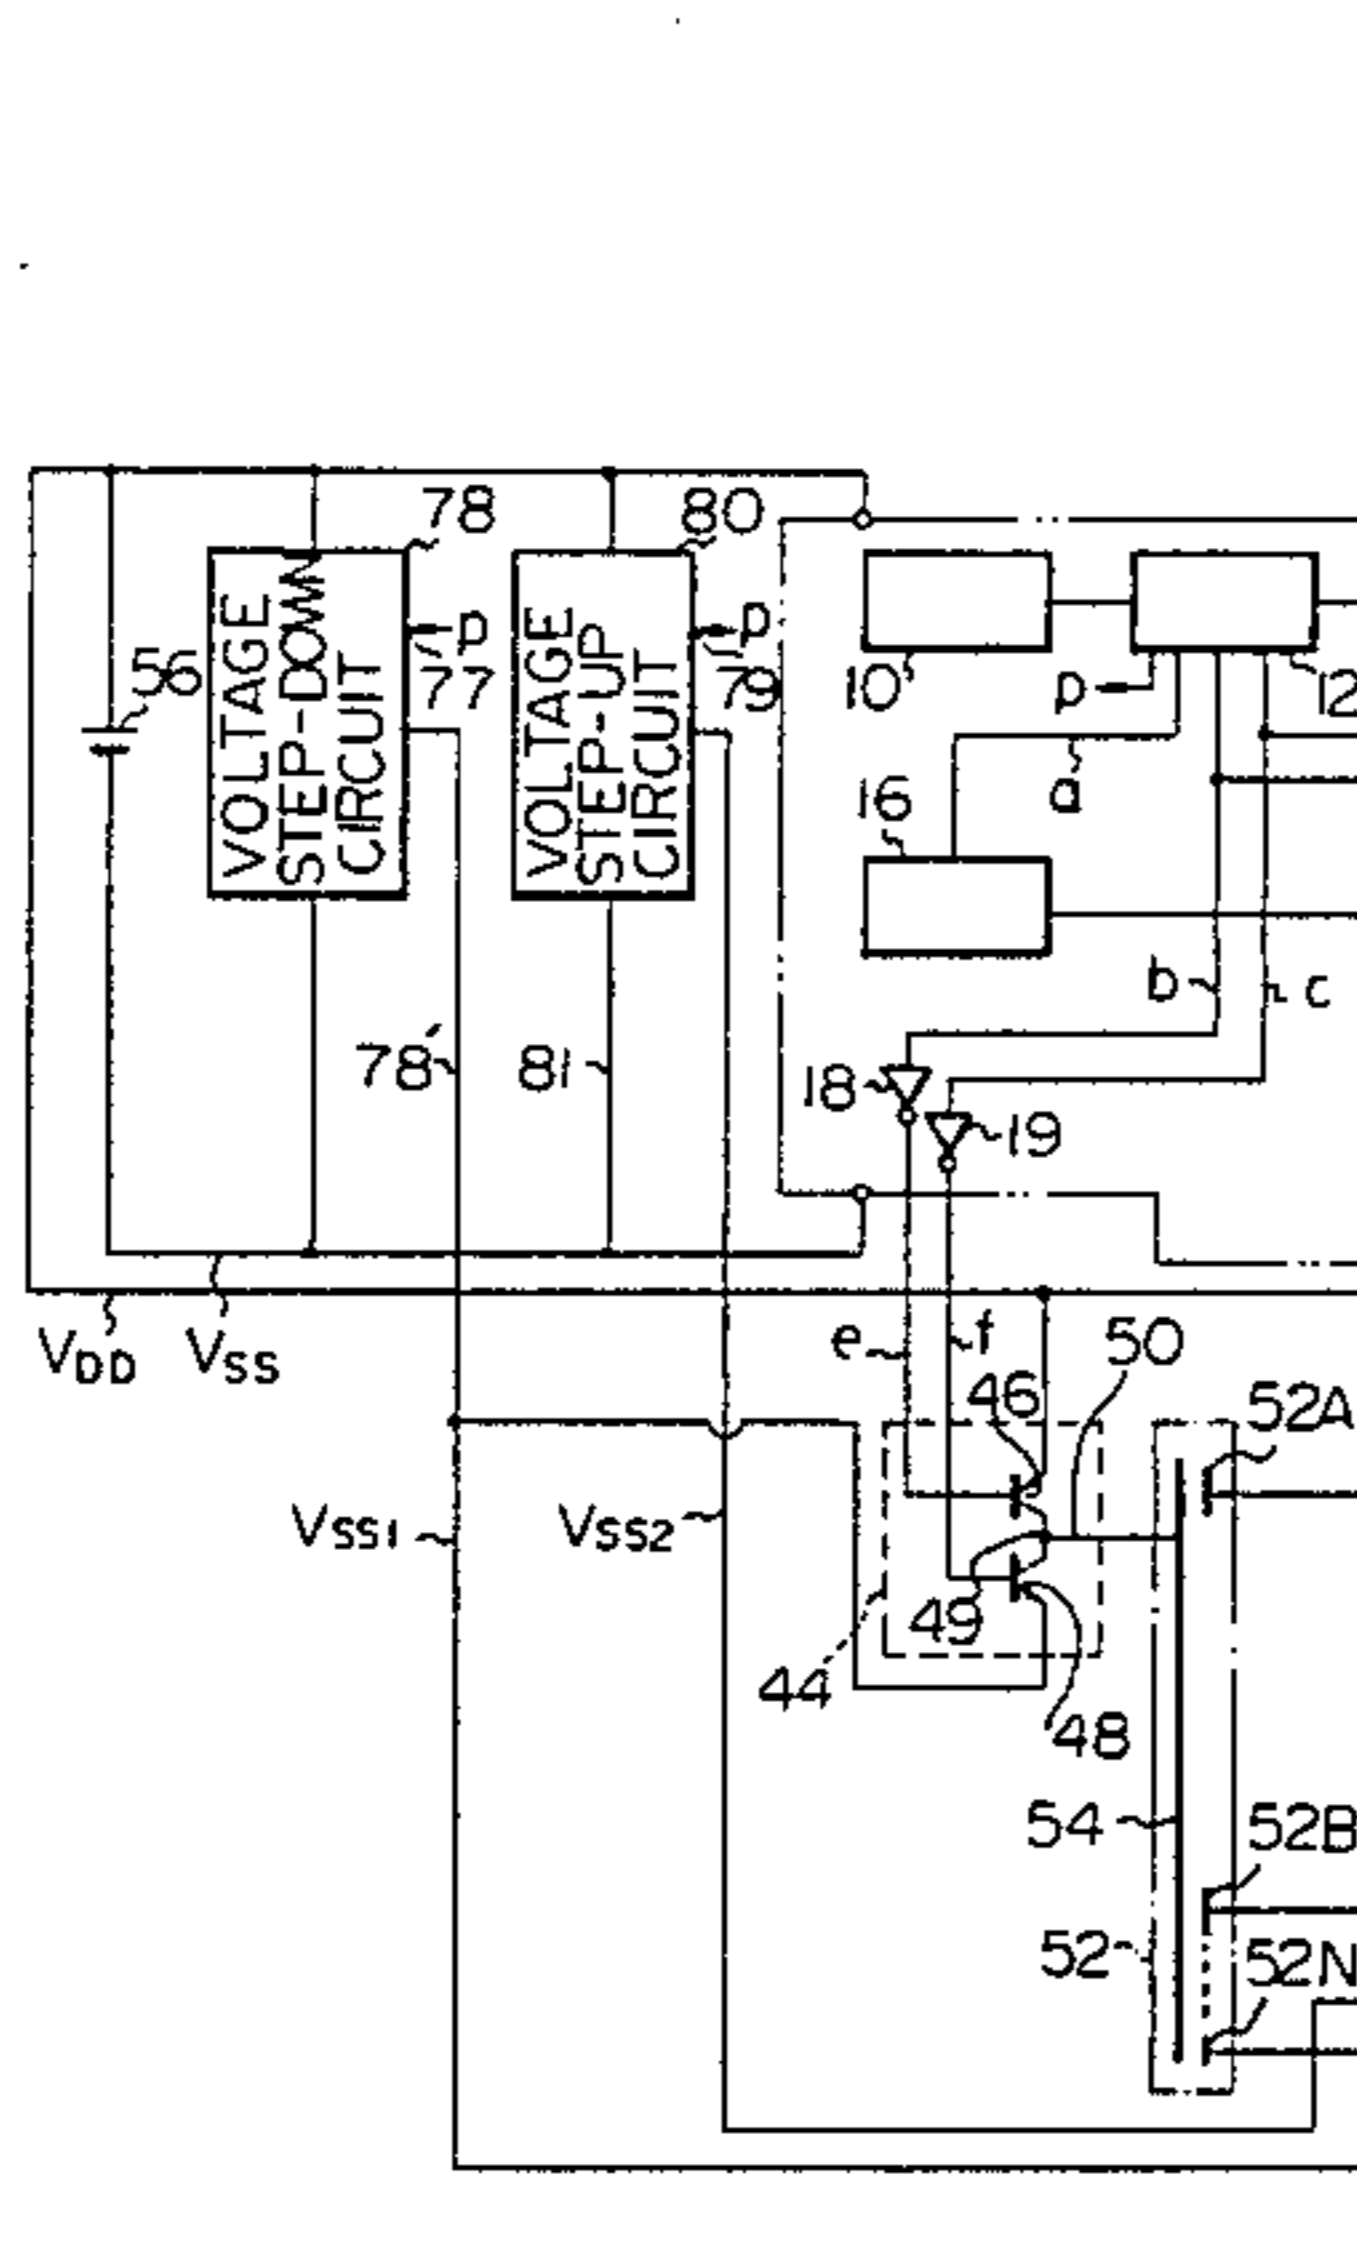 78
80
VOLTAGE
STEP-DOWN
CIRCUIT
VOLTAGE
STEP-UP
CIRCUIT
p
p
56
77
79
10
p
12
a
16
b
c
78'
81
18
19
VDD
VSS
e
f
50
46
52A
VSS1
VSS2
49
44
48
54
52B
52
52N